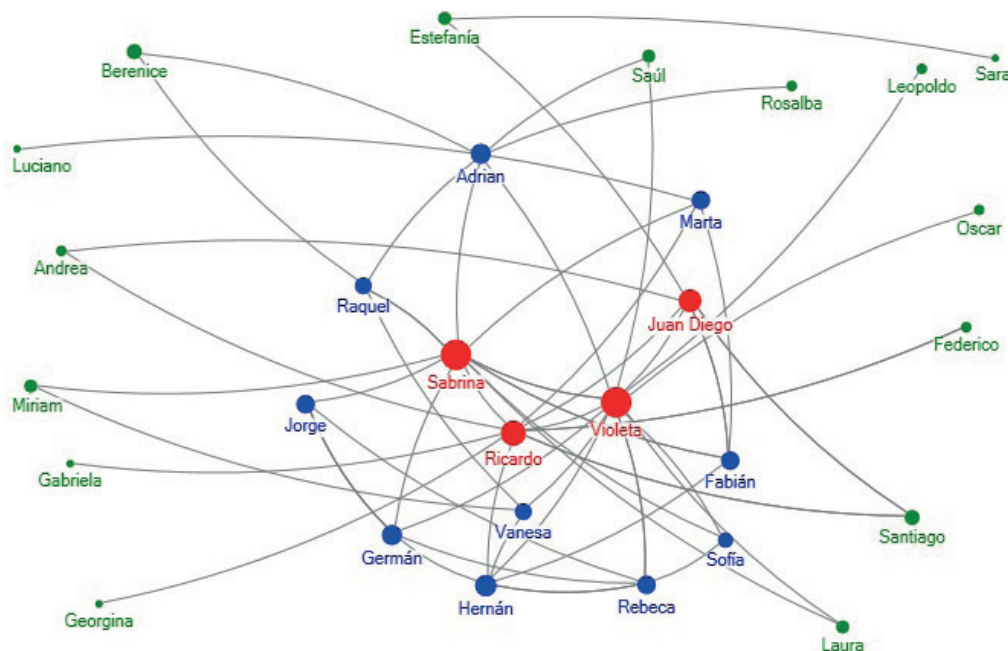 Estefanía
Berenice
Saúl
Sara
Leopoldo
Rosalba
Luciano
Adrian
Marta
Oscar
Andrea
Raquel
Juan Diego
Federico
Sabrina
Miriam
Jorge
Violeta
Ricardo
Gabriela
Fabián
Vanesa
Santiago
Germán
Sofía
Hernán
Rebeca
Georgina
Laura